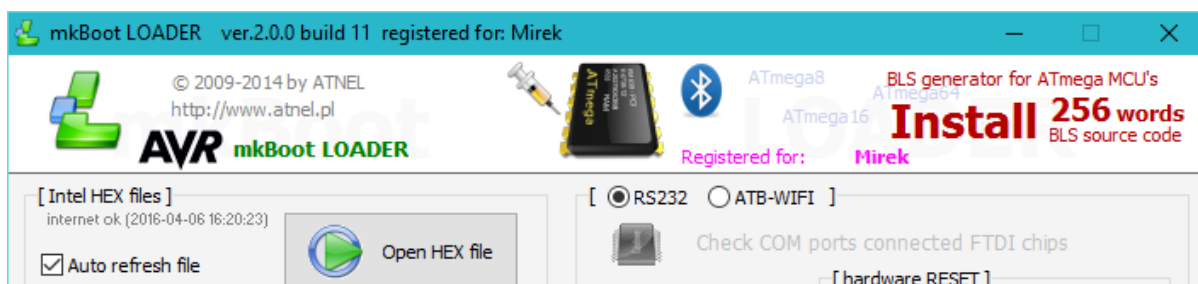 mkBoot LOADER ver.2.0.0 build 11 registered for: Mirek
© 2009-2014 by ATNEL
http://www.atnel.pl
AVR mkBoot LOADER
ATmega
ATmega8
ATmega64
ATmega16
BLS generator for ATmega MCU's
Install 256 words
BLS source code
Registered for: Mirek
[ Intel HEX files ]
internet ok (2016-04-06 16:20:23)
Auto refresh file
Open HEX file
[ RS232 ATB-WIFI ]
Check COM ports connected FTDI chips
[ hardware RESET ]